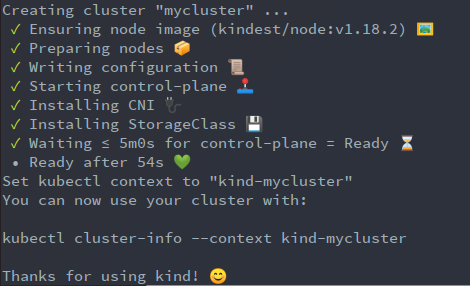 Creating cluster "mycluster" ...
✓ Ensuring node image (kindest/node:v1.18.2) 🖼
✓ Preparing nodes 📦
✓ Writing configuration 📜
✓ Starting control-plane 🕹️
✓ Installing CNI 🔌
✓ Installing StorageClass 💾
✓ Waiting ≤ 5m0s for control-plane = Ready ⏳
• Ready after 54s 💚
Set kubectl context to "kind-mycluster"
You can now use your cluster with:
kubectl cluster-info --context kind-mycluster
Thanks for using kind! 😊